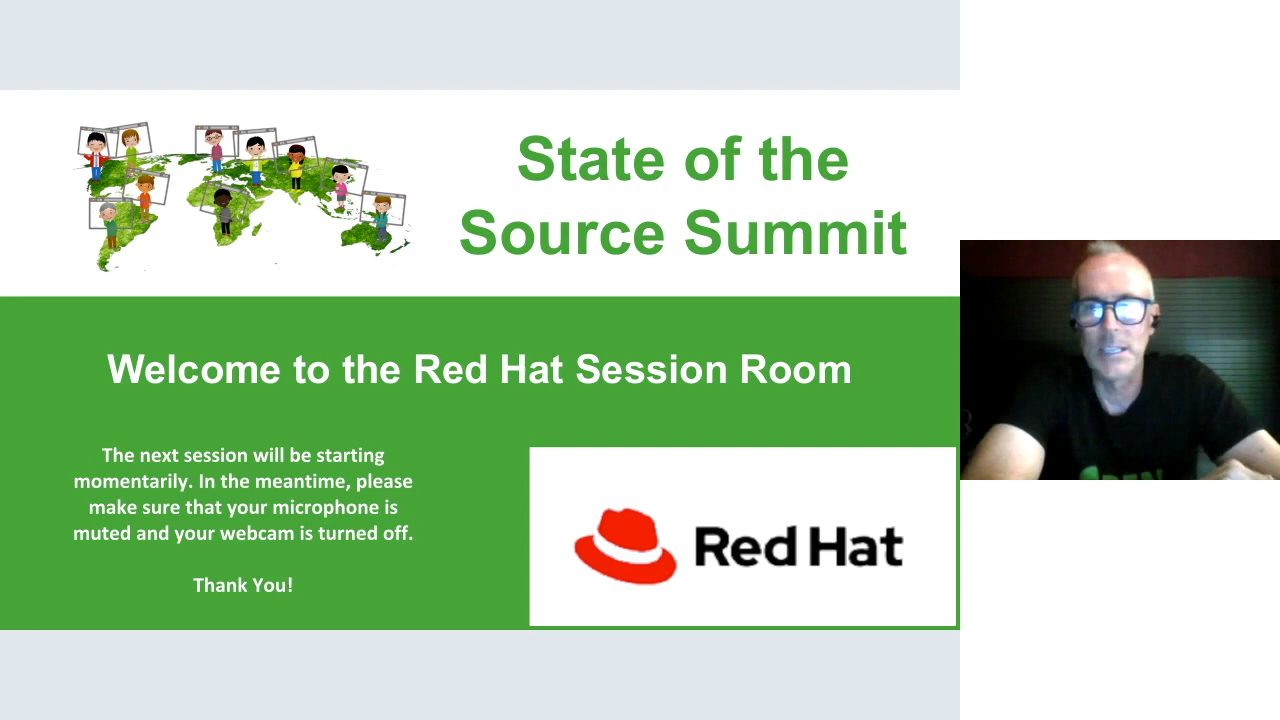 State of the
Source Summit
Welcome to the Red Hat Session Room
The next session will be starting
momentarily. In the meantime, please
make sure that your microphone is
muted and your webcam is turned off.
Thank You!
Red Hat